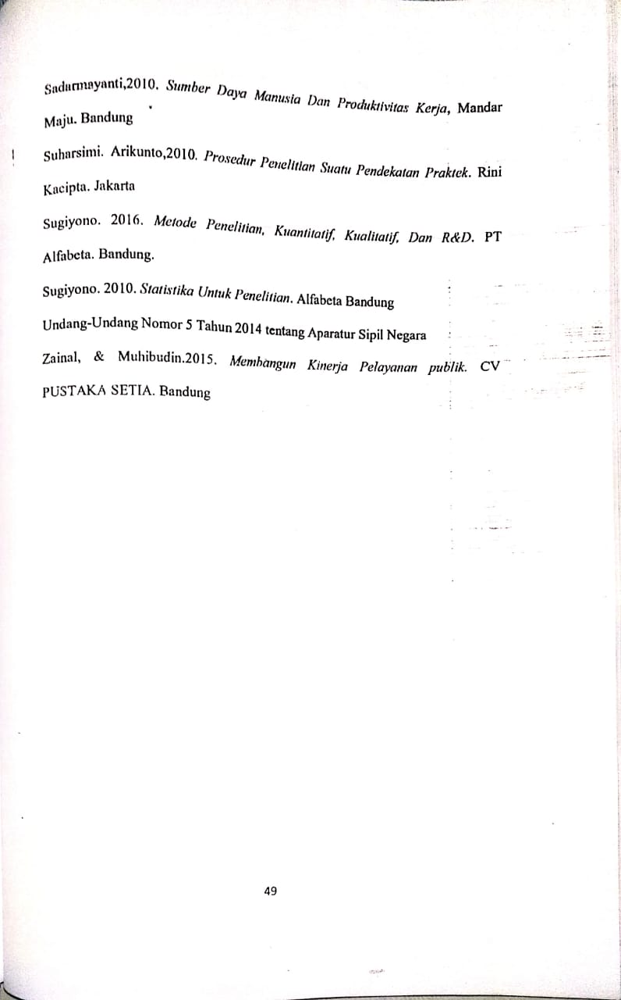 Sadarmayanti,2010. Sumber Daya Manusia Dan Produktivitas Kerja, Mandar
Maju. Bandung
Suharsimi. Arikunto,2010. Prosedur Penelitian Suatu Pendekatan Praktek. Rini
Kacipta. Jakarta
Sugiyono. 2016. Metode Penelitian, Kuantitatif, Kualitatif, Dan R&D. PT
Alfabeta. Bandung.
Sugiyono. 2010. Statistika Untuk Penelitian. Alfabeta Bandung
Undang-Undang Nomor 5 Tahun 2014 tentang Aparatur Sipil Negara
Zainal, & Muhibudin.2015. Membangun Kinerja Pelayanan publik. CV
PUSTAKA SETIA. Bandung
49